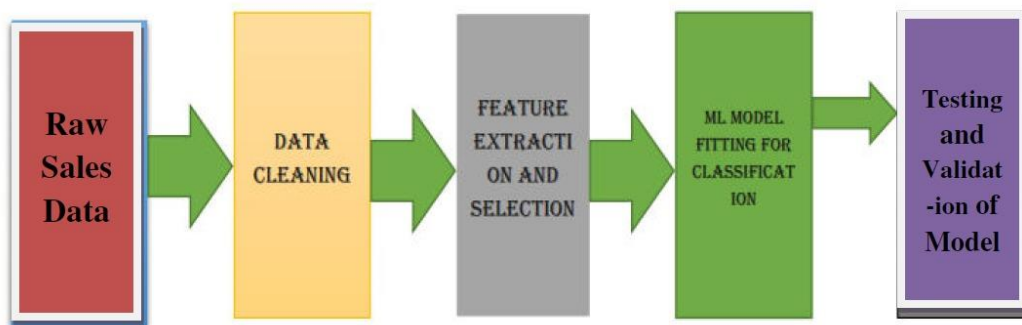 Raw
Sales
Data
DATA
CLEANING
FEATURE
EXTRACTI
ON AND
SELECTION
ML MODEL
FITTING FOR
CLASSIFICAT
ION
Testing
and
Validat
-ion of
Model